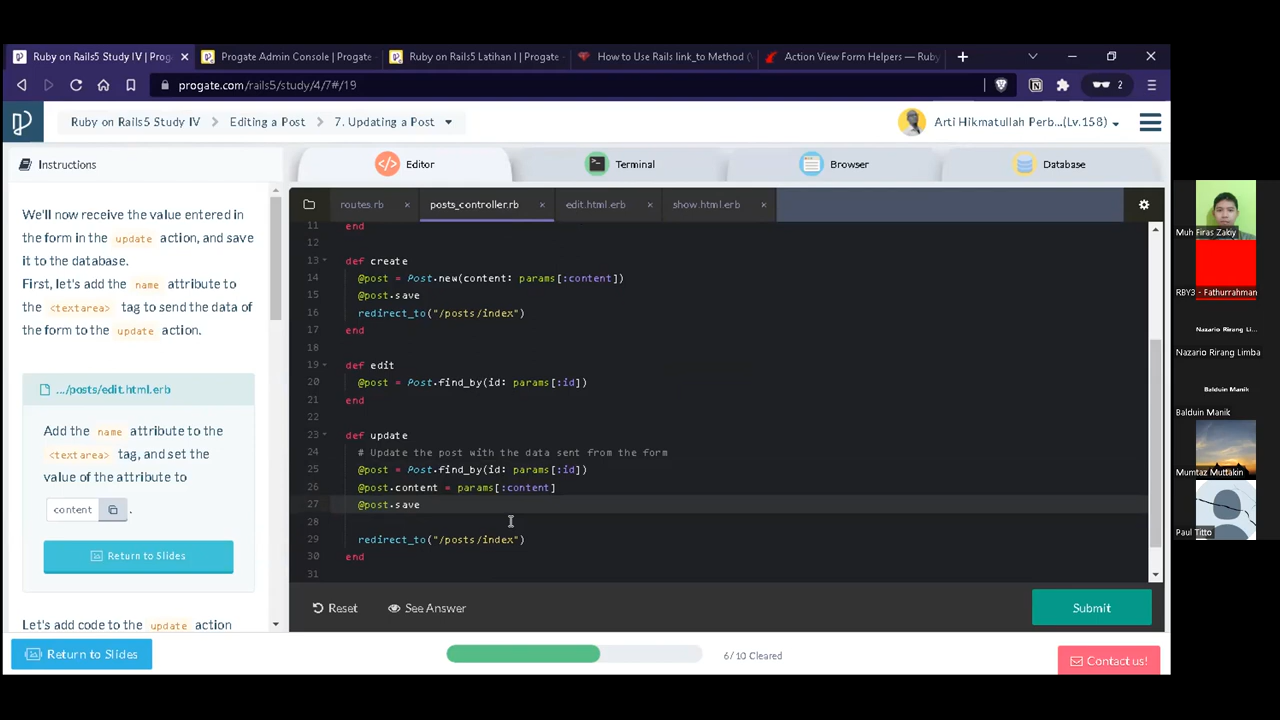 Ruby on Rails5 Study IV | Prog
Progate Admin Console | Progate
Ruby on Rails5 Latihan I | Progate
How to Use Rails link_to Method (
Action View Form Helpers — Ruby
progate.com/rails5/study/4/7#/19
2
Ruby on Rails5 Study IV
Editing a Post
7. Updating a Post
Arti Hikmatullah Perb...(Lv.158)
Instructions
Editor
Terminal
Browser
Database
routes.rb
posts_controller.rb
edit.html.erb
show.html.erb
We'll now receive the value entered in
the form in the update action, and save
it to the database.
First, let's add the name attribute to
the <textarea> tag to send the data of
the form to the update action.
.../posts/edit.html.erb
Add the name attribute to the
<textarea> tag, and set the
value of the attribute to
content .
Return to Slides
Let's add code to the update action
11 end
12
13 def create
14 @post = Post.new(content: params[:content])
15 @post.save
16 redirect_to("/posts/index")
17 end
18
19 def edit
20 @post = Post.find_by(id: params[:id])
21 end
22
23 def update
24 # Update the post with the data sent from the form
25 @post = Post.find_by(id: params[:id])
26 @post.content = params[:content]
27 @post.save
28
29 redirect_to("/posts/index")
30 end
31
Reset
See Answer
Submit
Return to Slides
6/10 Cleared
Contact us!
Muh Firas Zakiy
RBY3 - Fathurrahman
Nazario Rirang Li...
Nazario Rirang Limba
Balduin Manik
Balduin Manik
Mumtaz Muttakin
Paul Titto